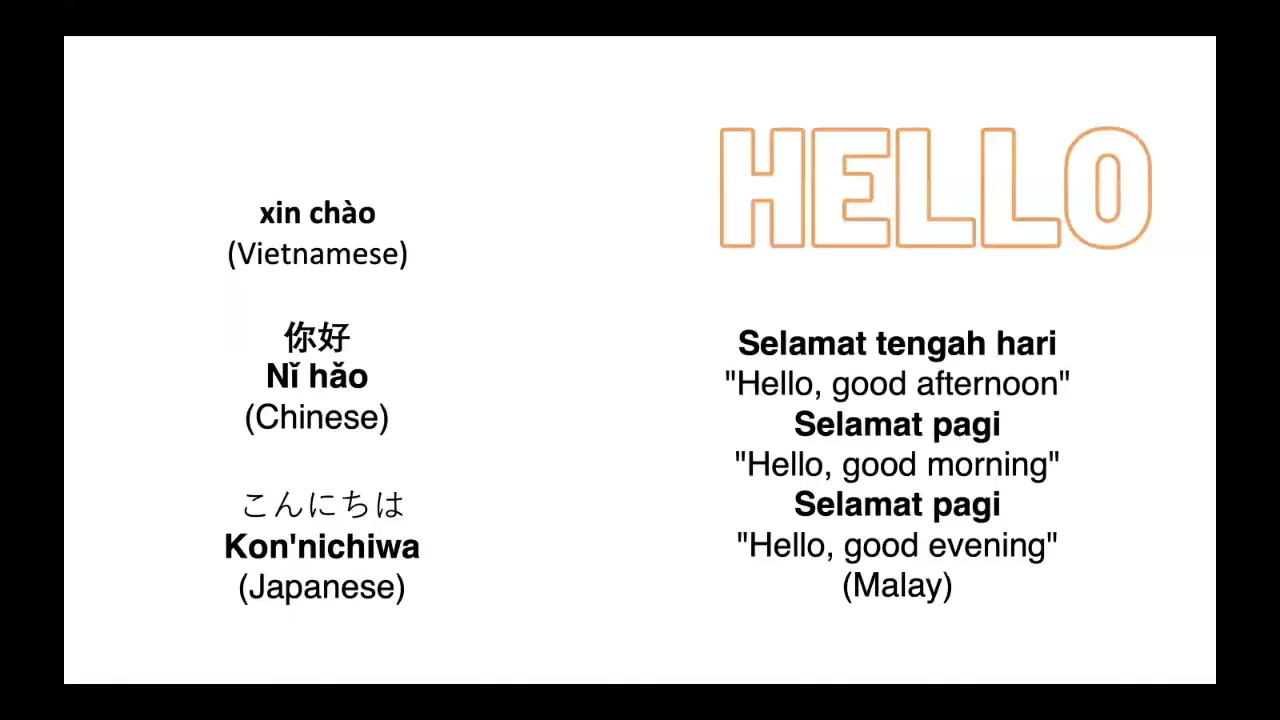 HELLO
xin chào
(Vietnamese)
你好
Nǐ hǎo
(Chinese)
こんにちは
Kon'nichiwa
(Japanese)
Selamat tengah hari
"Hello, good afternoon"
Selamat pagi
"Hello, good morning"
Selamat pagi
"Hello, good evening"
(Malay)